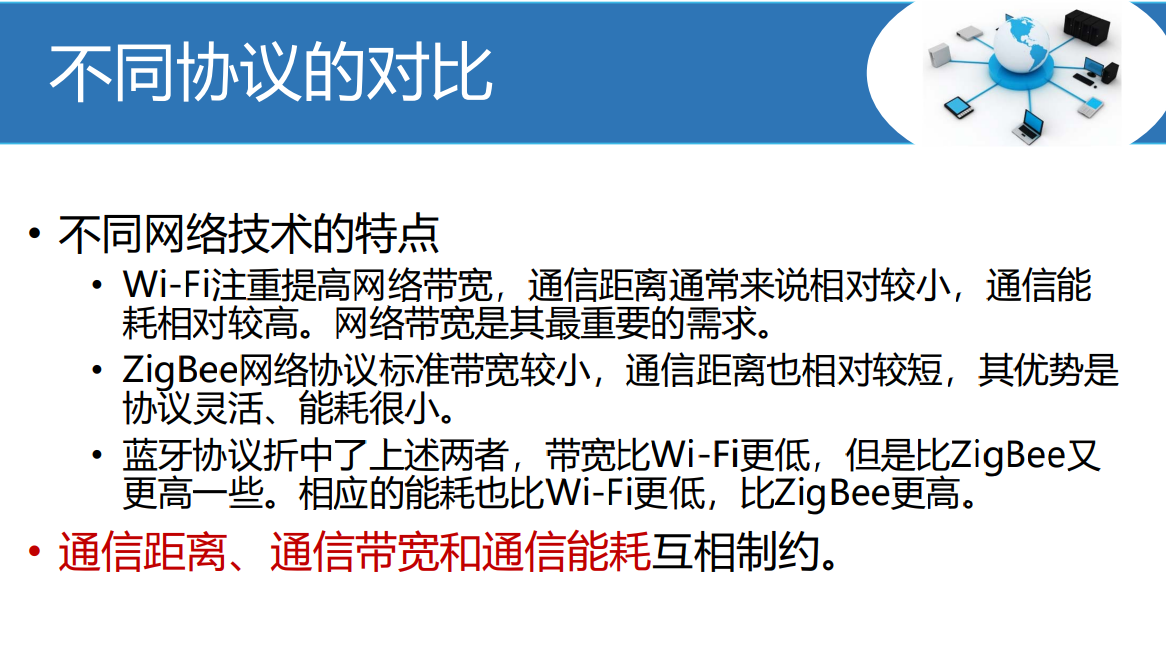 不同协议的对比
• 不同网络技术的特点
• Wi-Fi注重提高网络带宽，通信距离通常来说相对较小，通信能
耗相对较高。网络带宽是其最重要的需求。
• ZigBee网络协议标准带宽较小，通信距离也相对较短，其优势是
协议灵活、能耗很小。
• 蓝牙协议折中了上述两者，带宽比Wi-Fi更低，但是比ZigBee又
更高一些。相应的能耗也比Wi-Fi更低，比ZigBee更高。
• 通信距离、通信带宽和通信能耗互相制约。